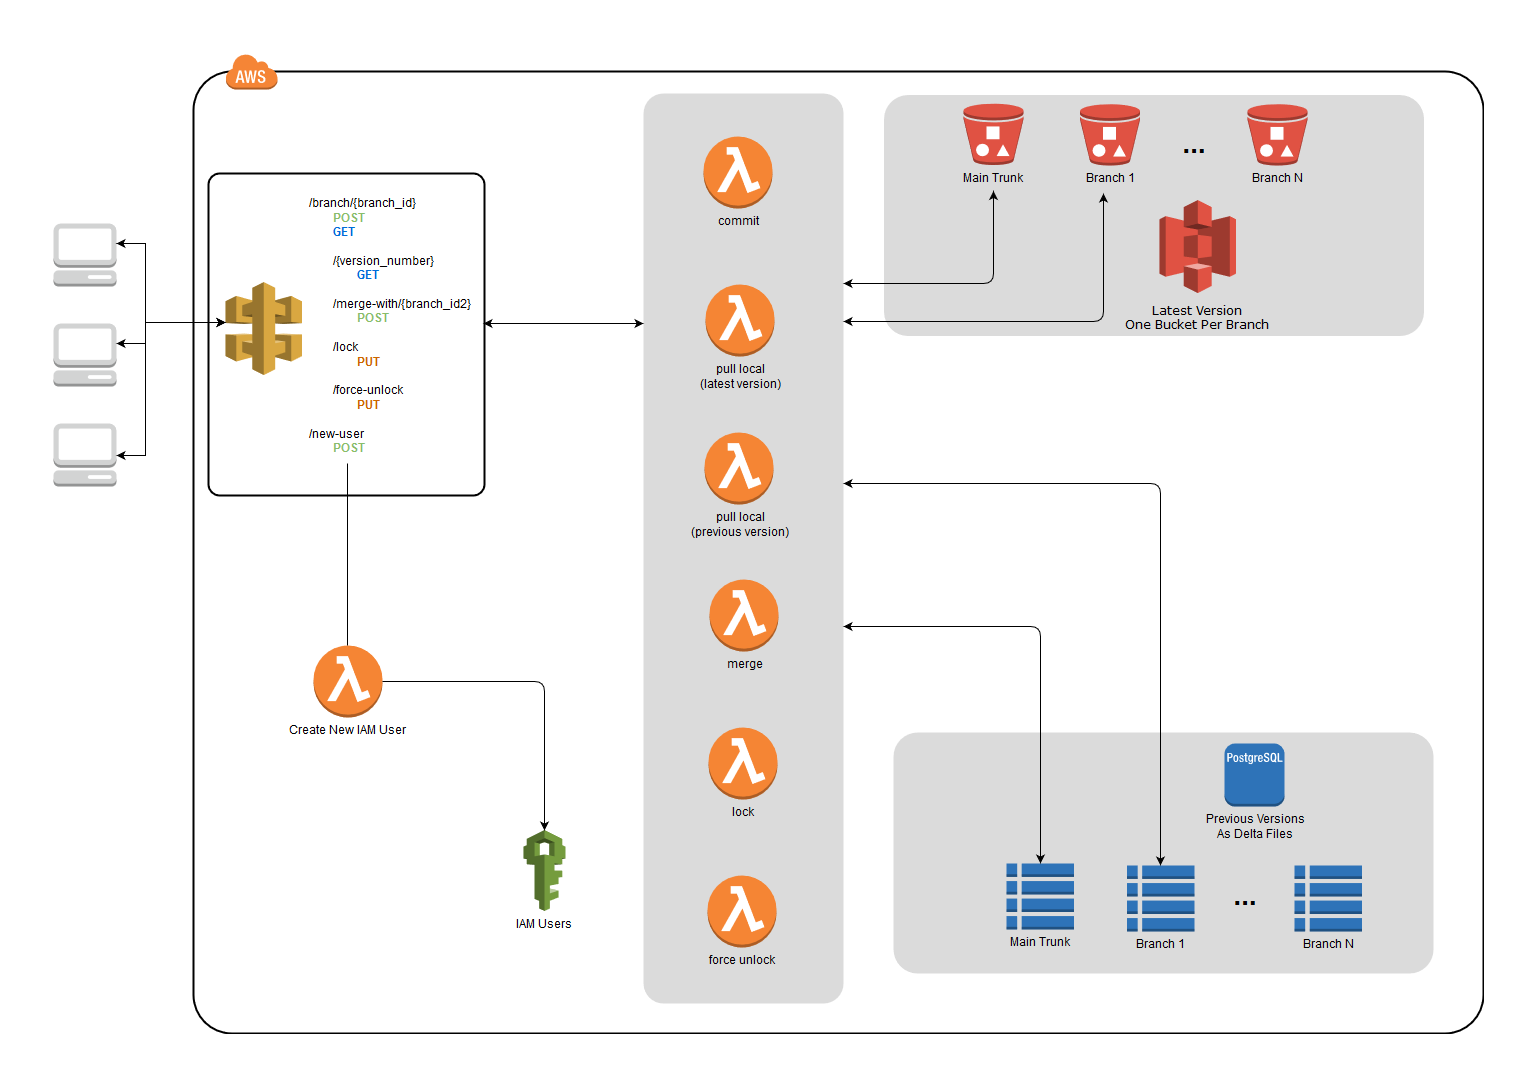 AWS
/branch/{branch_id}
POST
GET
/{version_number}
GET
/merge-with/{branch_id2}
POST
/lock
PUT
/force-unlock
PUT
/new-user
POST
Create New IAM User
IAM Users
commit
pull local
(latest version)
pull local
(previous version)
merge
lock
force unlock
Main Trunk
Branch 1
...
Branch N
Latest Version
One Bucket Per Branch
PostgreSQL
Previous Versions
As Delta Files
Main Trunk
Branch 1
...
Branch N